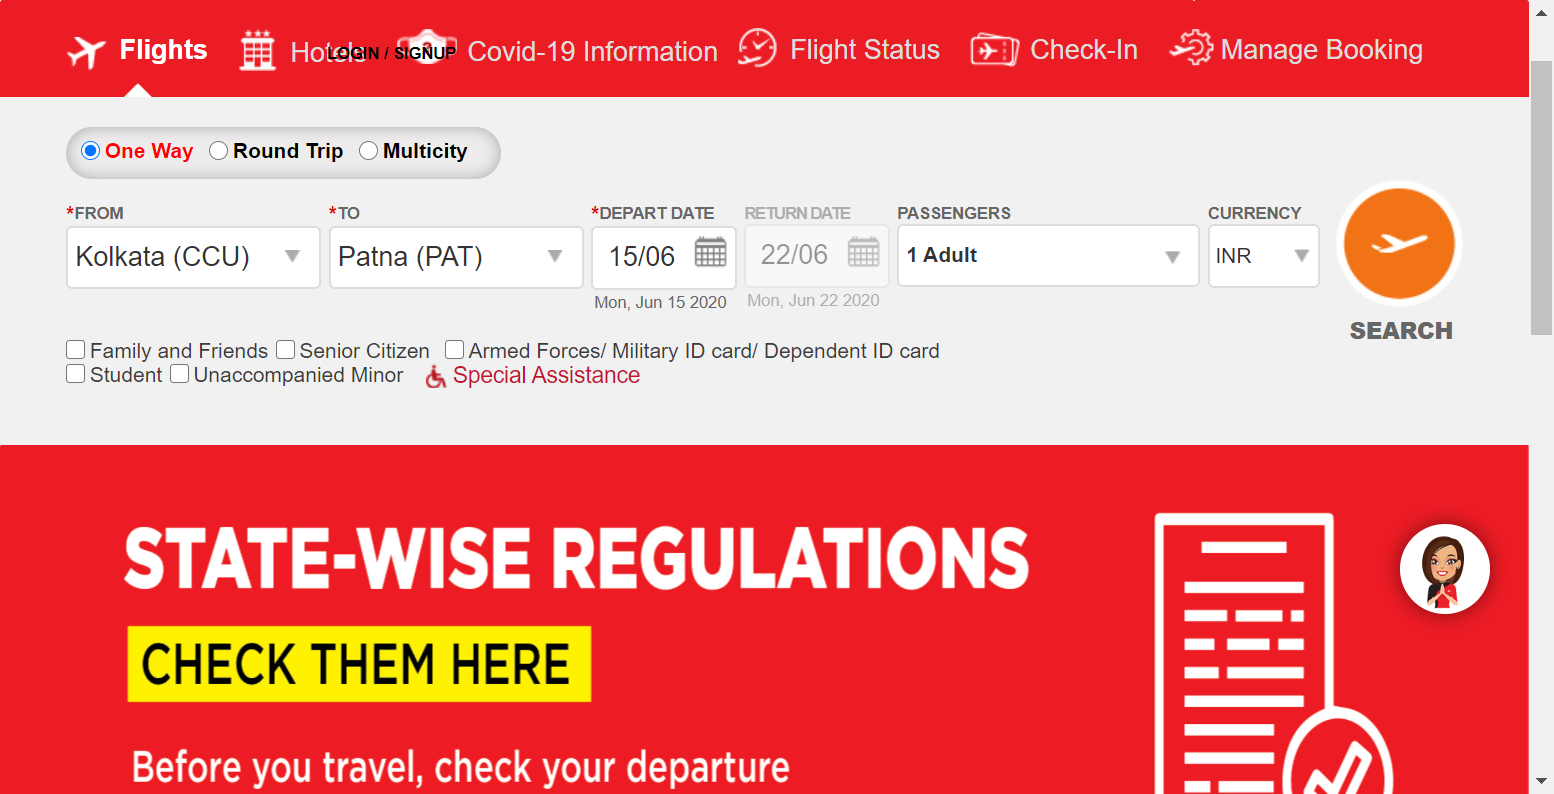 Flights Hotels LOGIN / SIGNUP Covid-19 Information Flight Status Check-In Manage Booking
One Way Round Trip Multicity
*FROM *TO *DEPART DATE RETURN DATE PASSENGERS CURRENCY
Kolkata (CCU) Patna (PAT) 15/06 22/06 1 Adult INR
Mon, Jun 15 2020 Mon, Jun 22 2020
SEARCH
Family and Friends Senior Citizen Armed Forces/ Military ID card/ Dependent ID card
Student Unaccompanied Minor Special Assistance
STATE-WISE REGULATIONS
CHECK THEM HERE
Before you travel, check your departure